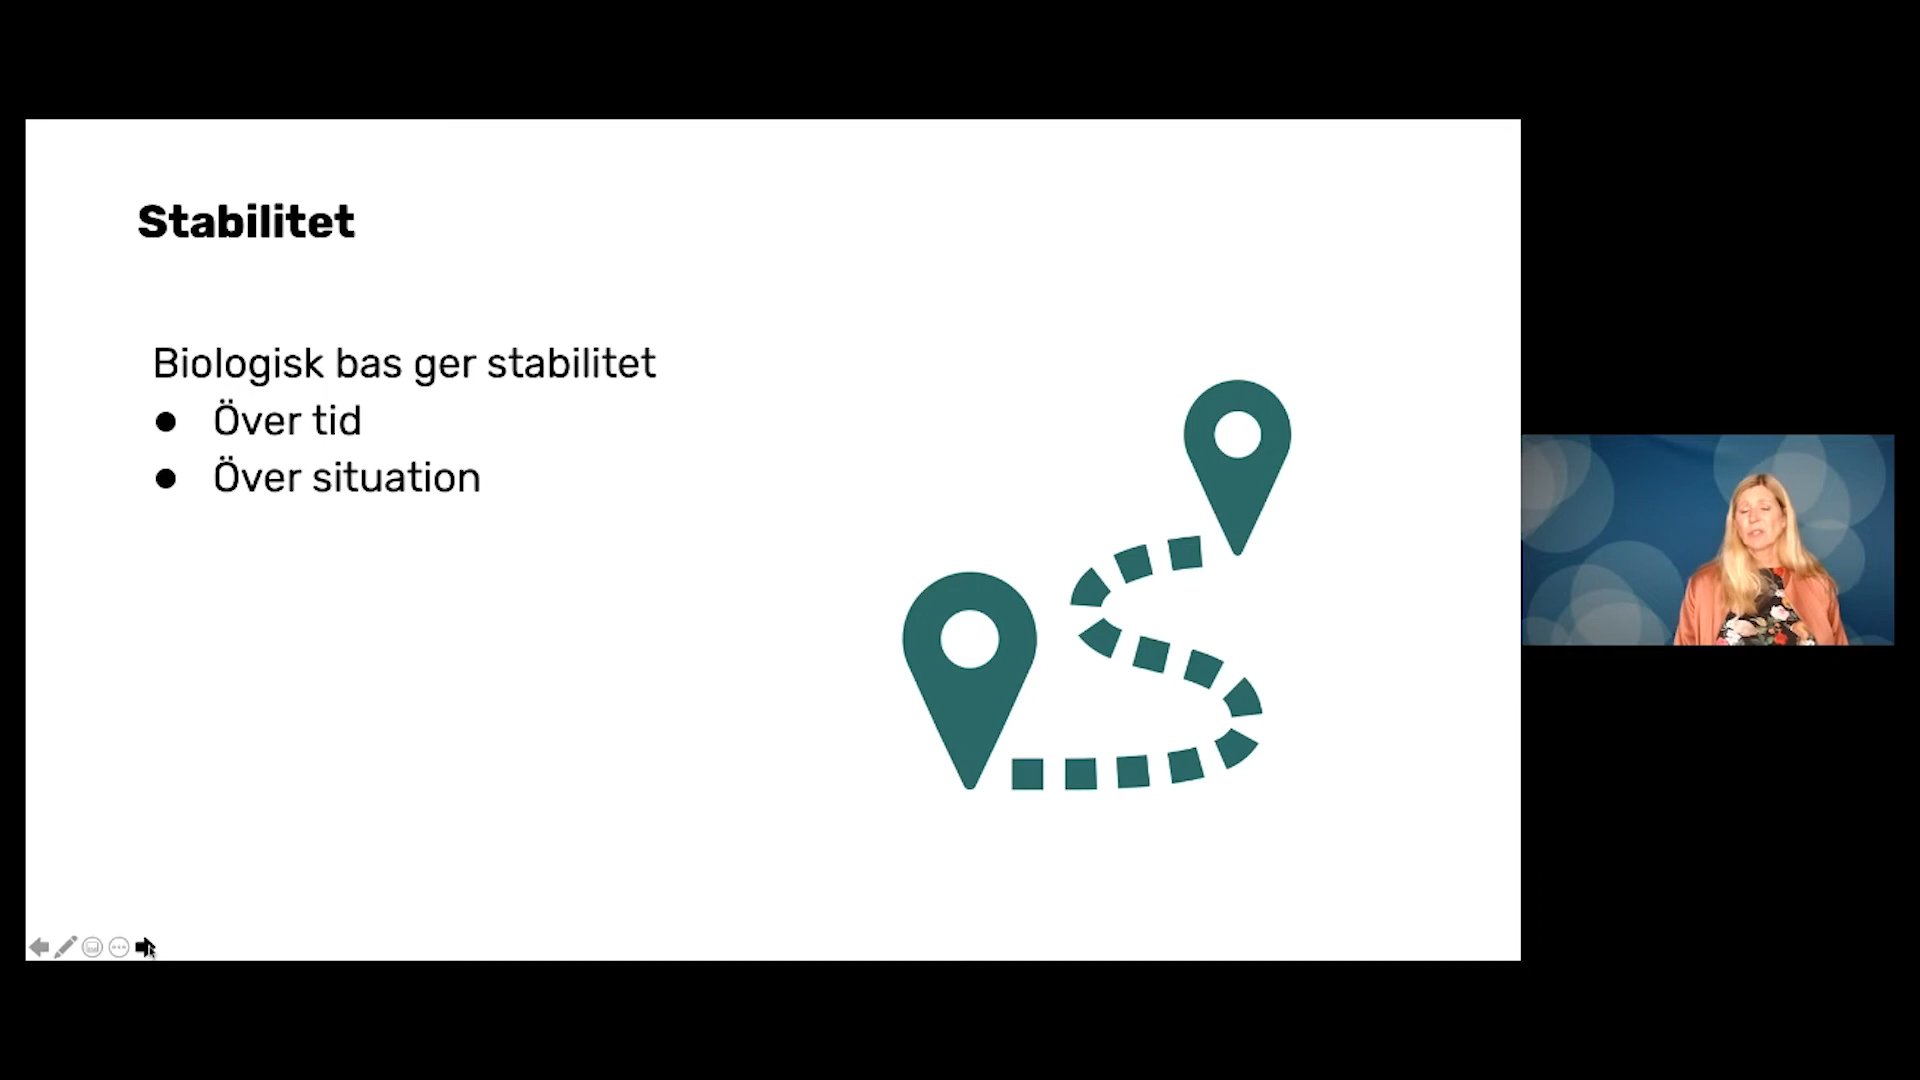 Stabilitet
Biologisk bas ger stabilitet
● Över tid
● Över situation